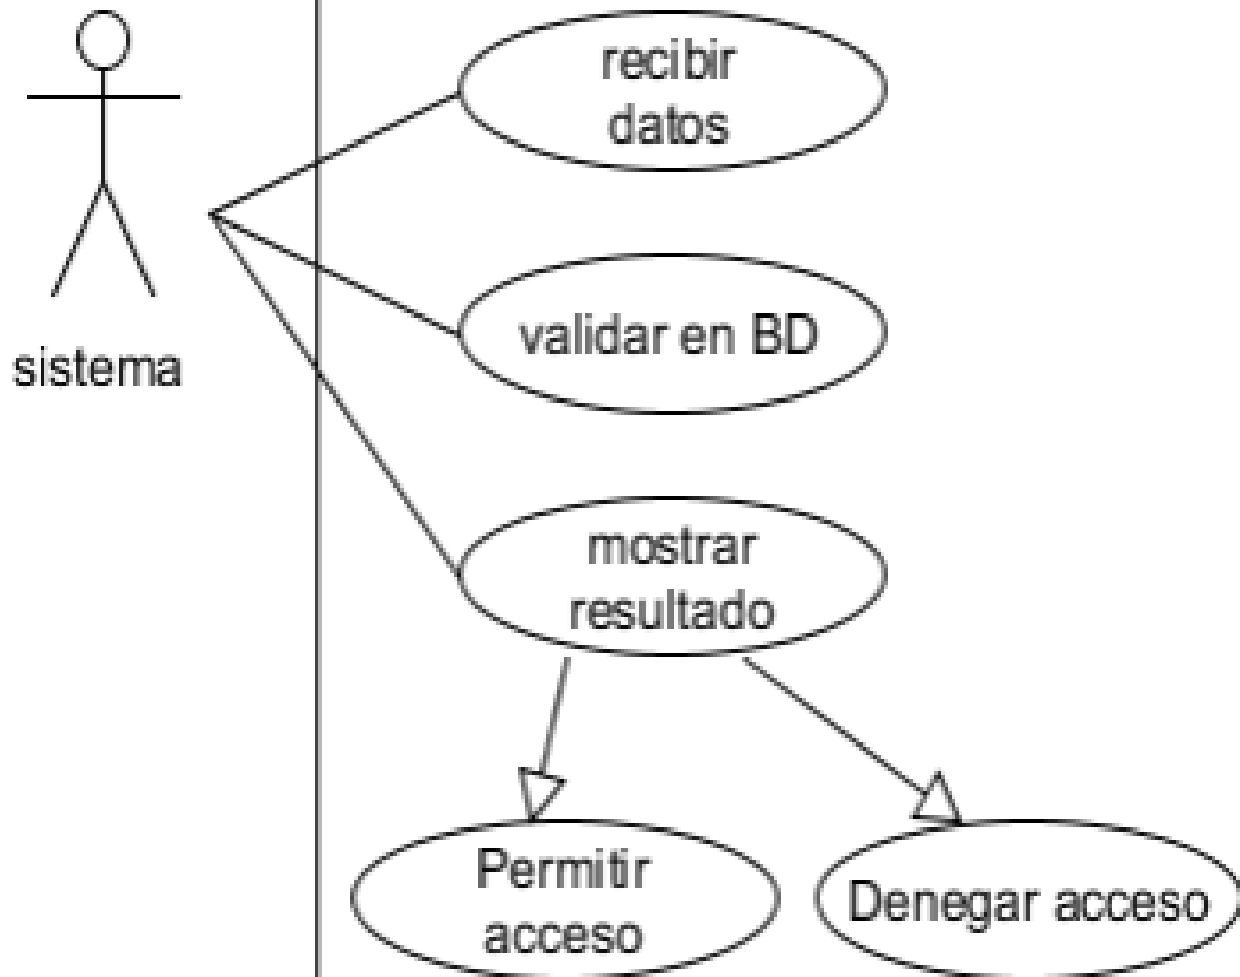 recibir
datos
validar en BD
sistema
mostrar
resultado
Permitir
acceso
Denegar acceso